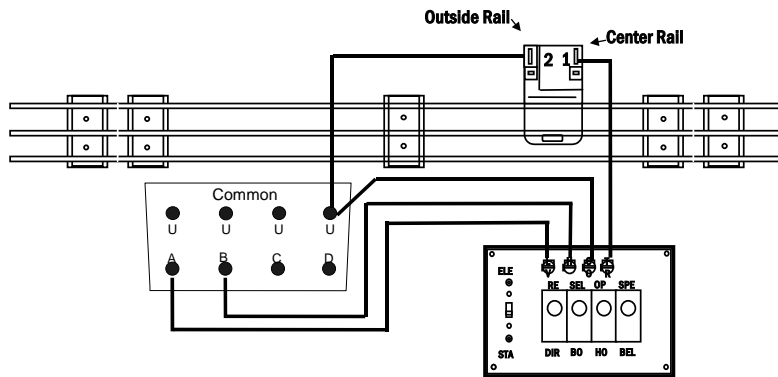 Outside Rail
Center Rail
2 1
Common
U U U U
A B C D
ELE
RE SEL OP SPE
STA
DIR BO HO BEL